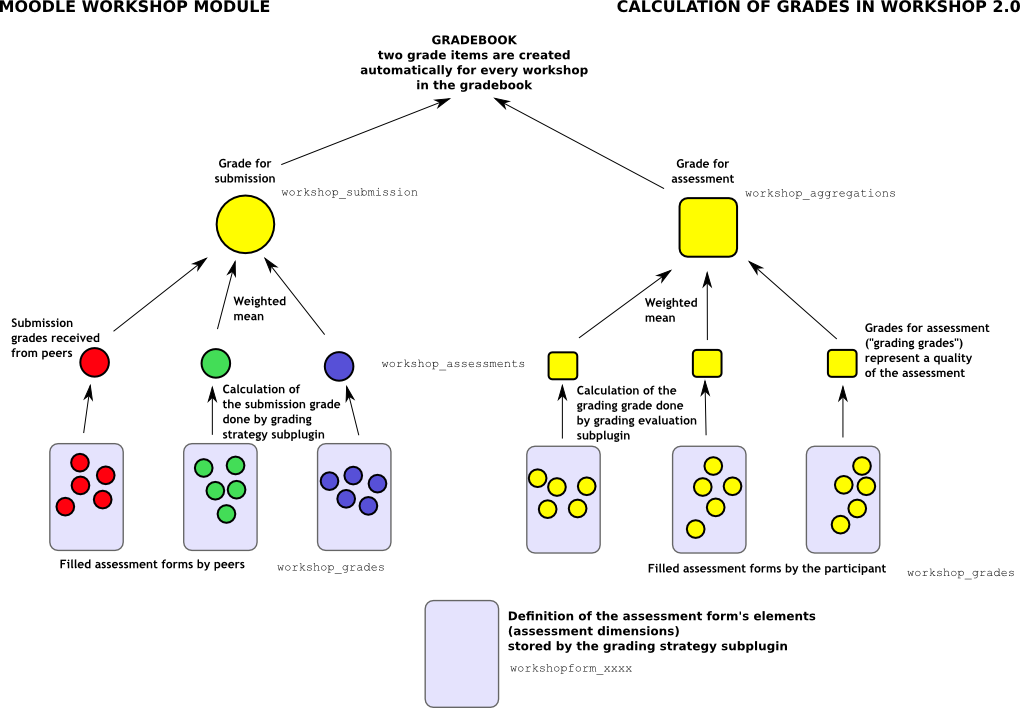 MOODLE WORKSHOP MODULE
CALCULATION OF GRADES IN WORKSHOP 2.0
GRADEBOOK
two grade items are created
automatically for every workshop
in the gradebook
Grade for
submission
workshop_submission
Grade for
assessment
workshop_aggregations
Weighted
mean
Weighted
mean
Submission
grades received
from peers
workshop_assessments
Grades for assessment
("grading grades")
represent a quality
of the assessment
Calculation of
the submission grade
done by grading
strategy subplugin
Calculation of the
grading grade done
by grading evaluation
subplugin
Filled assessment forms by peers
workshop_grades
Filled assessment forms by the participant
workshop_grades
Definition of the assessment form's elements
(assessment dimensions)
stored by the grading strategy subplugin
workshopform_xxxx